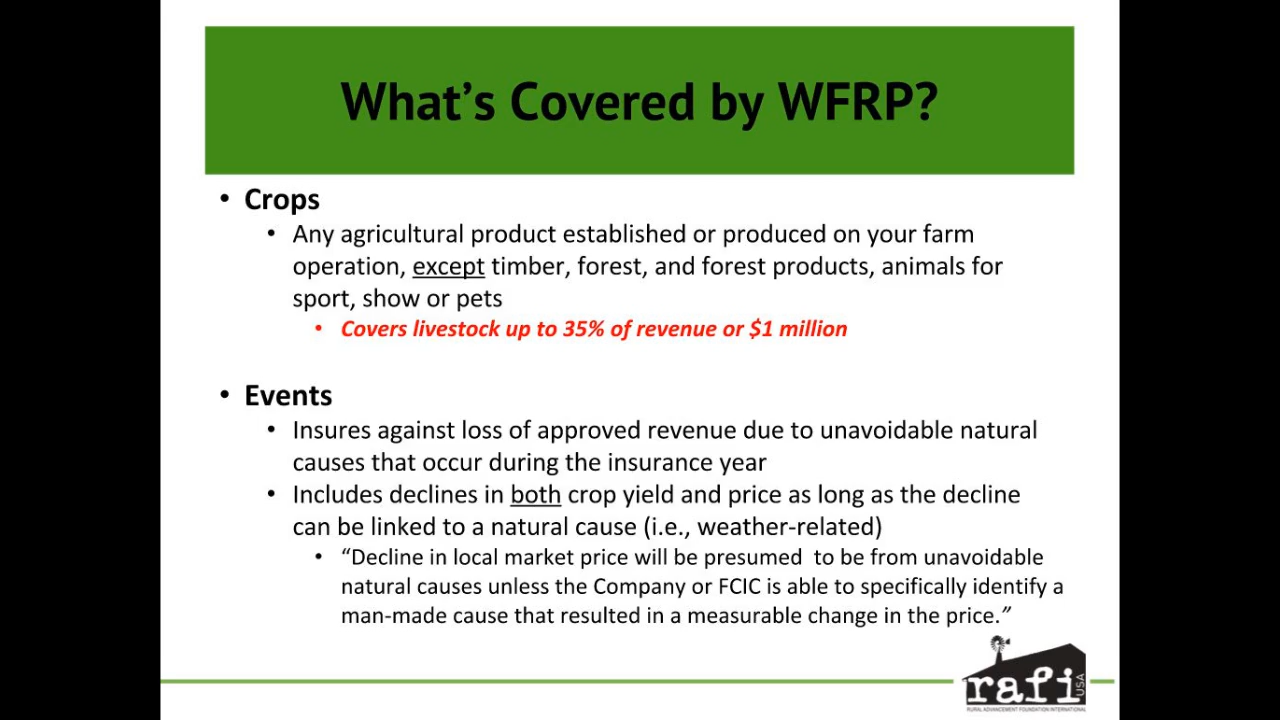 What’s Covered by WFRP?
• Crops
• Any agricultural product established or produced on your farm
operation, except timber, forest, and forest products, animals for
sport, show or pets
• Covers livestock up to 35% of revenue or $1 million
• Events
• Insures against loss of approved revenue due to unavoidable natural
causes that occur during the insurance year
• Includes declines in both crop yield and price as long as the decline
can be linked to a natural cause (i.e., weather-related)
• “Decline in local market price will be presumed  to be from unavoidable
natural causes unless the Company or FCIC is able to specifically identify a
man-made cause that resulted in a measurable change in the price.”
rafi
USA
RURAL ADVANCEMENT FOUNDATION INTERNATIONAL